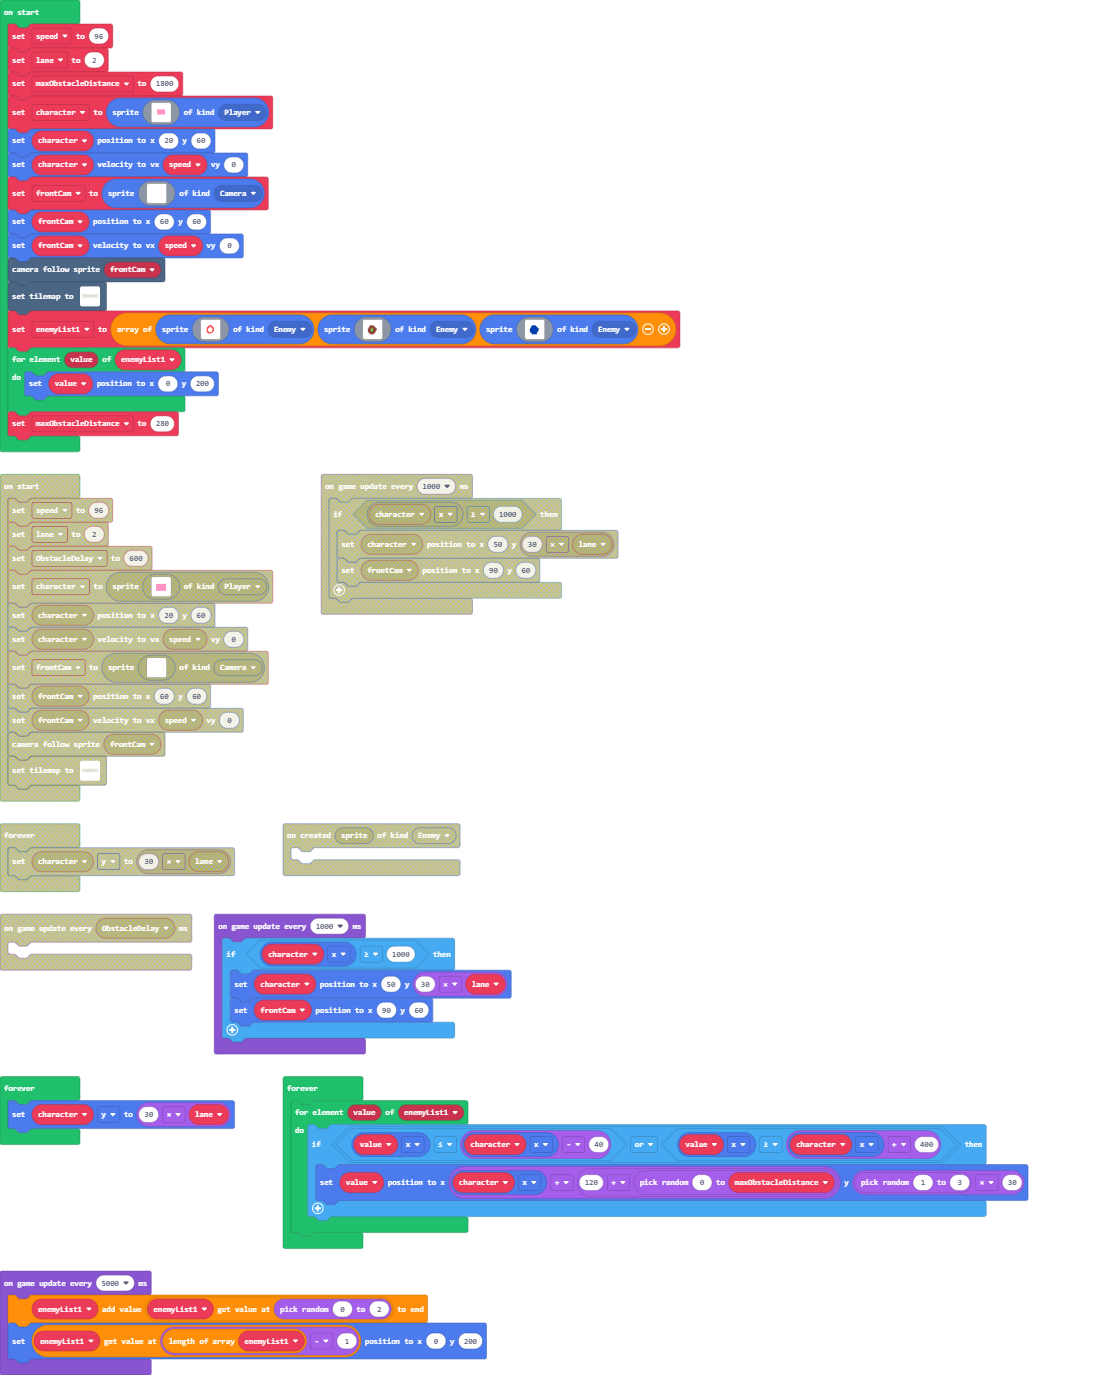 on start
set speed to 96
set lane to 2
set maxObstacleDistance to 1800
set character to sprite of kind Player
set character position to x 20 y 60
set character velocity to vx speed vy 0
set frontCam to sprite of kind Camera
set frontCam position to x 60 y 60
set frontCam velocity to vx speed vy 0
camera follow sprite frontCam
set tilemap to
set enemyList1 to array of sprite of kind Enemy sprite of kind Enemy sprite of kind Enemy
for element value of enemyList1
do set value position to x 0 y 200
set maxObstacleDistance to 280
on start
set speed to 96
set lane to 2
set ObstacleDelay to 600
set character to sprite of kind Player
set character position to x 20 y 60
set character velocity to vx speed vy 0
set frontCam to sprite of kind Camera
set frontCam position to x 60 y 60
set frontCam velocity to vx speed vy 0
camera follow sprite frontCam
set tilemap to
on game update every 1000 ms
if character x ≥ 1000 then
set character position to x 50 y 30 × lane
set frontCam position to x 90 y 60
forever
set character y to 30 × lane
on created sprite of kind Enemy
on game update every ObstacleDelay ms
on game update every 1000 ms
if character x ≥ 1000 then
set character position to x 50 y 30 × lane
set frontCam position to x 90 y 60
forever
set character y to 30 × lane
forever
for element value of enemyList1
do if value x ≤ character x - 40 or value x ≥ character x + 400 then
set value position to x character x + 120 + pick random 0 to maxObstacleDistance y pick random 1 to 3 × 30
on game update every 5000 ms
enemyList1 add value enemyList1 get value at pick random 0 to 2 to end
set enemyList1 get value at length of array enemyList1 - 1 position to x 0 y 200